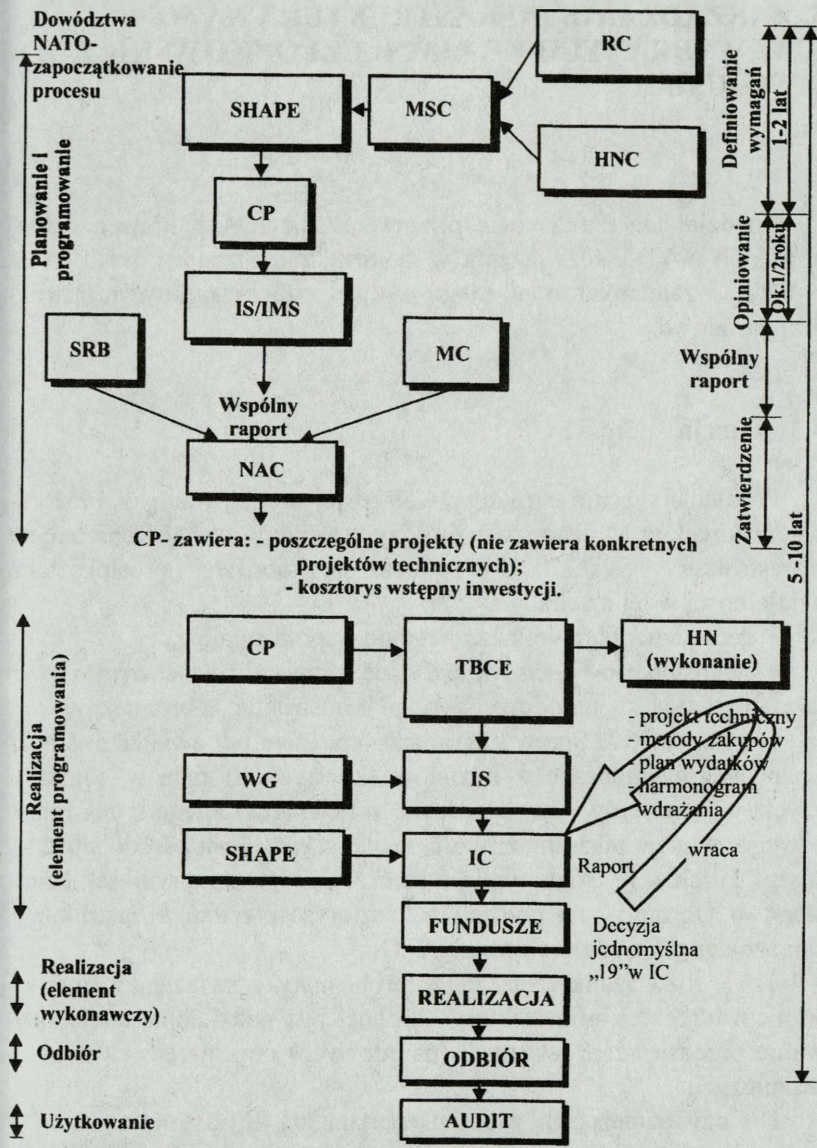 Dowództwa
NATO-
zapoczątkowanie
procesu
RC
SHAPE
MSC
HNC
CP
IS/IMS
SRB
MC
Wspólny
raport
NAC
Planowanie i
programowanie
Definiowanie
wymagań
1-2 lat
Opiniowanie
Ok.1/2roku
Wspólny
raport
Zatwierdzenie
5 -10 lat
CP- zawiera: - poszczególne projekty (nie zawiera konkretnych
projektów technicznych);
- kosztorys wstępny inwestycji.
Realizacja
(element programowania)
CP
TBCE
HN
(wykonanie)
- projekt techniczny
- metody zakupów
- plan wydatków
- harmonogram
wdrażania
WG
IS
SHAPE
IC
Raport
wraca
FUNDUSZE
Decyzja
jednomyślna
„19”w IC
Realizacja
(element
wykonawczy)
REALIZACJA
Odbiór
ODBIÓR
Użytkowanie
AUDIT